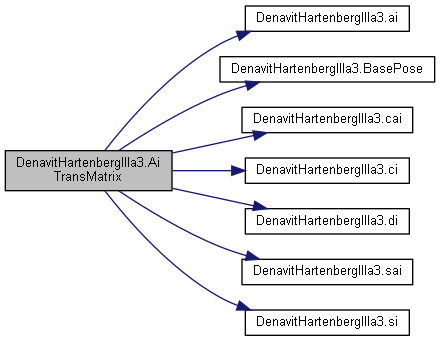 DenavitHartenbergIIIa3.ai
DenavitHartenbergIIIa3.BasePose
DenavitHartenbergIIIa3.cai
DenavitHartenbergIIIa3.Ai
TransMatrix
DenavitHartenbergIIIa3.ci
DenavitHartenbergIIIa3.di
DenavitHartenbergIIIa3.sai
DenavitHartenbergIIIa3.si